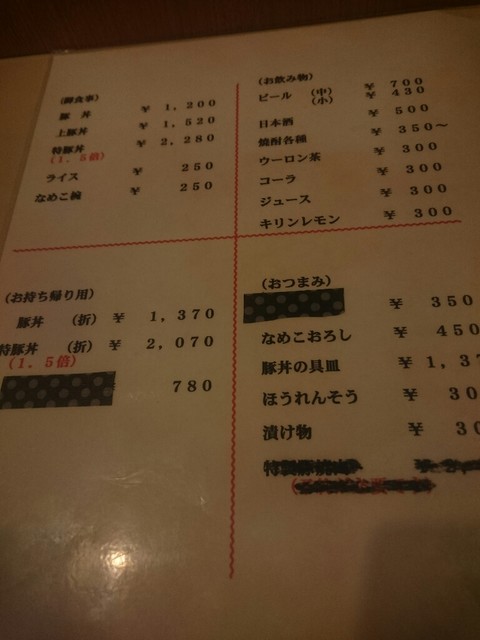 (御食事)
豚丼 ¥1,200
上豚丼 ¥1,520
特豚丼 ¥2,280
(1.5倍)
ライス ¥250
なめこ椀 ¥250
(お飲み物)
ビール (中) ¥700
(小) ¥430
日本酒 ¥500
焼酎各種 ¥350~
ウーロン茶 ¥300
コーラ ¥300
ジュース ¥300
キリンレモン ¥300
(お持ち帰り用)
豚丼 (折) ¥1,370
特豚丼 (折) ¥2,070
(1.5倍)
780
(おつまみ)
¥350
なめこおろし ¥450
豚丼の具皿 ¥1,37
ほうれんそう ¥30
漬け物 ¥30